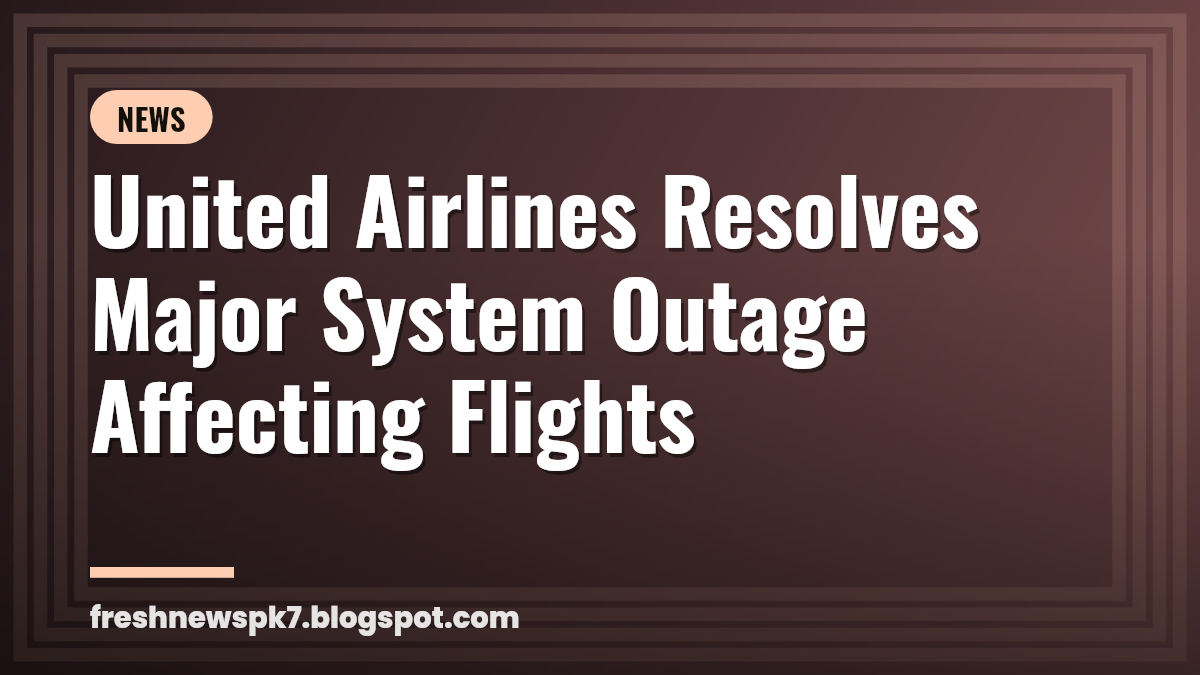 NEWS
United Airlines Resolves
Major System Outage
Affecting Flights
freshnewspk7.blogspot.com